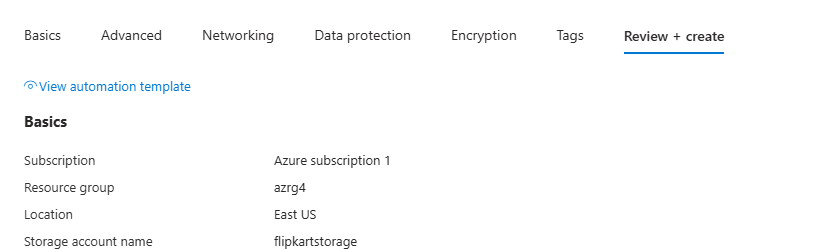 Basics Advanced Networking Data protection Encryption Tags Review + create
View automation template
Basics
Subscription Azure subscription 1
Resource group azrg4
Location East US
Storage account name flipkartstorage